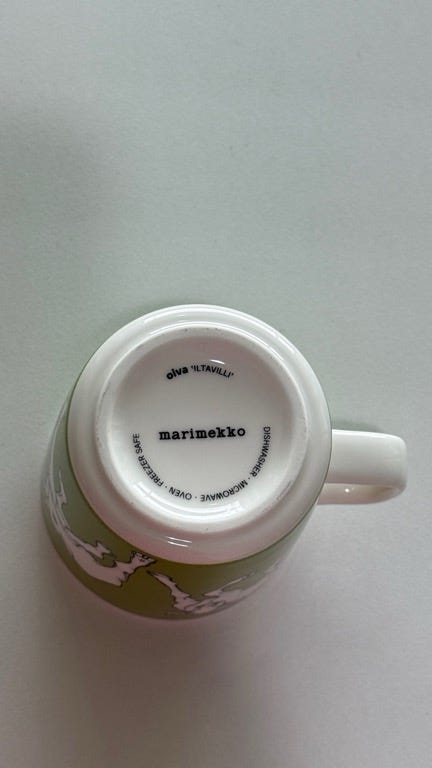 oiva 'ILTAVILLI'
marimekko
DISHWASHER · MICROWAVE · OVEN · FREEZER SAFE